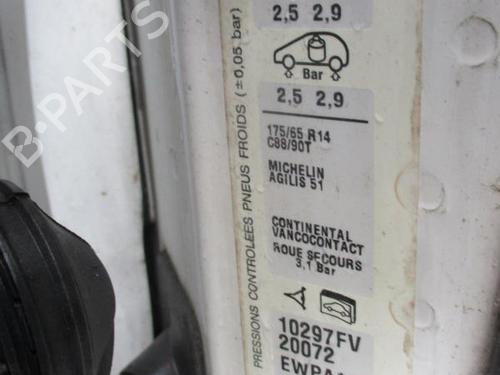 2,5 2,9
Bar
2,5 2,9
175/65 R14
C88/90T
MICHELIN
AGILIS 51
CONTINENTAL
VANCOCONTACT
ROUE SECOURS
3,1 Bar
10297FV
20072
PRESSIONS CONTROLEES PNEUS FROIDS (±0,05 bar)